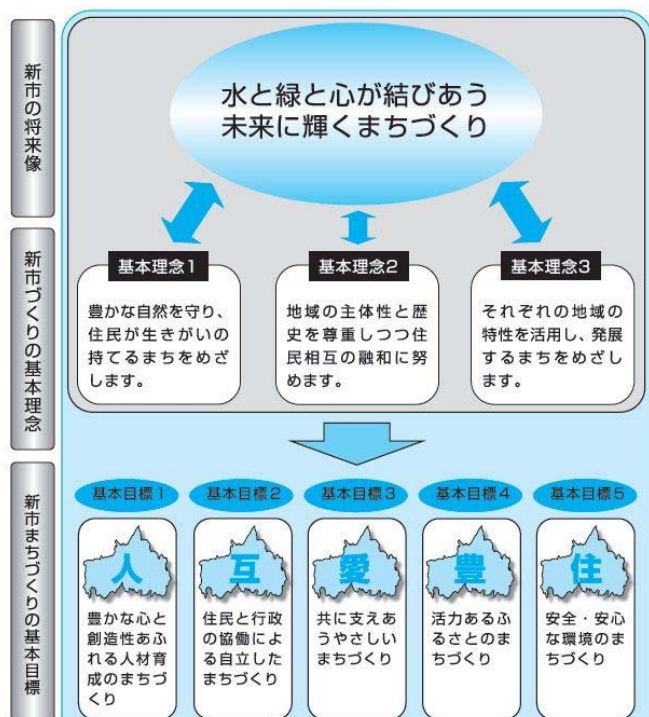 新市の将来像
水と緑と心が結びあう
未来に輝くまちづくり
新市づくりの基本理念
基本理念1
豊かな自然を守り、
住民が生きがいの
持てるまちをめざ
します。
基本理念2
地域の主体性と歴
史を尊重しつつ住
民相互の融和に努
めます。
基本理念3
それぞれの地域の
特性を活用し、発展
するまちをめざし
ます。
新市まちづくりの基本目標
基本目標1
人
豊かな心と
創造性あふ
れる人材育
成のまちづ
くり
基本目標2
互
住民と行政
の協働によ
る自立した
まちづくり
基本目標3
愛
共に支えあ
うやさしい
まちづくり
基本目標4
豊
活力あるふ
るさとのま
ちづくり
基本目標5
住
安全・安心
な環境のま
ちづくり